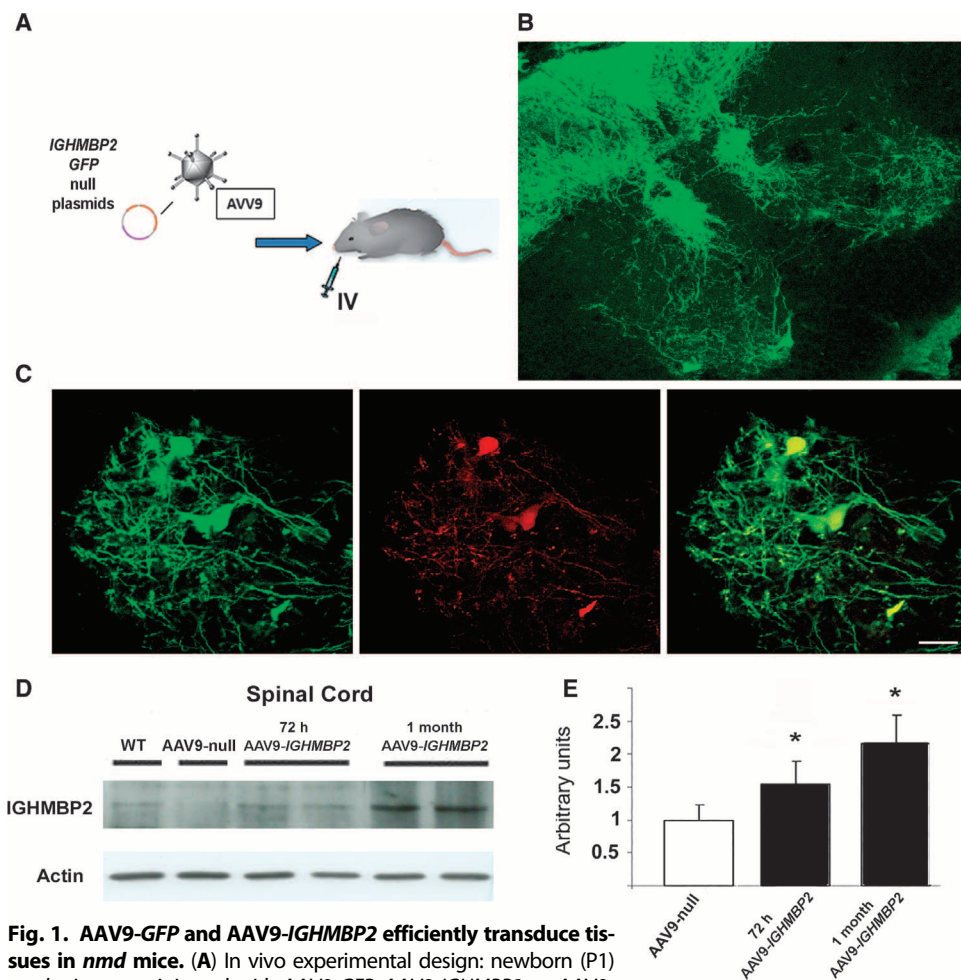 A
B
IGHMBP2
GFP
null
plasmids
AVV9
IV
C
D
Spinal Cord
WT AAV9-null 72 h AAV9-IGHMBP2 1 month AAV9-IGHMBP2
IGHMBP2
Actin
E
Arbitrary units
2.5
2
1.5
1
0.5
*
*
AAV9-null
72 h
AAV9-IGHMBP2
1 month
AAV9-IGHMBP2
Fig. 1. AAV9-GFP and AAV9-IGHMBP2 efficiently transduce tis-
sues in nmd mice. (A) In vivo experimental design: newborn (P1)